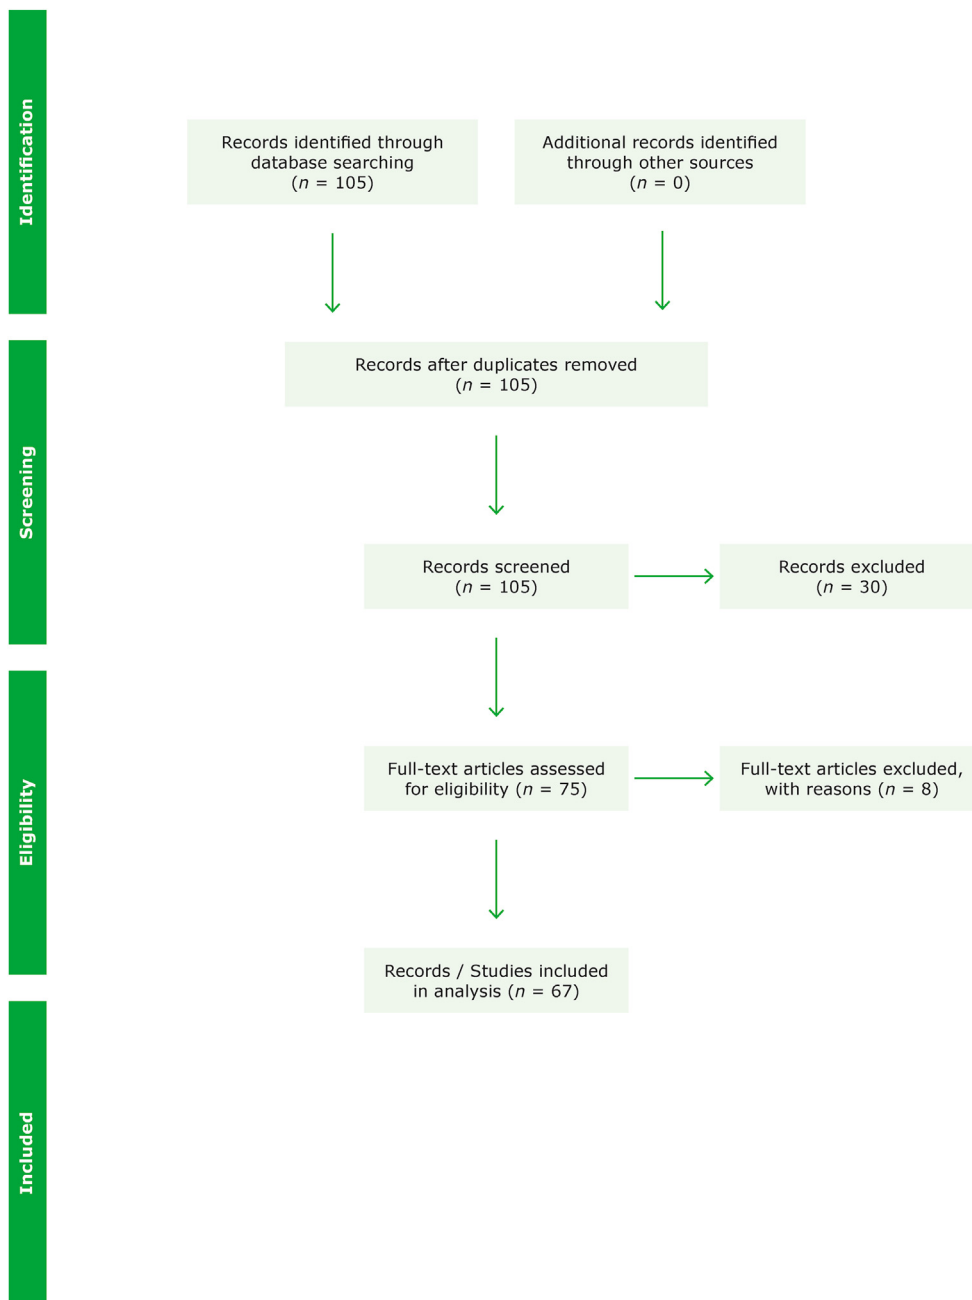 Identification
Records identified through
database searching
(n = 105)
Additional records identified
through other sources
(n = 0)
Screening
Records after duplicates removed
(n = 105)
Records screened
(n = 105)
Records excluded
(n = 30)
Eligibility
Full-text articles assessed
for eligibility (n = 75)
Full-text articles excluded,
with reasons (n = 8)
Records / Studies included
in analysis (n = 67)
Included